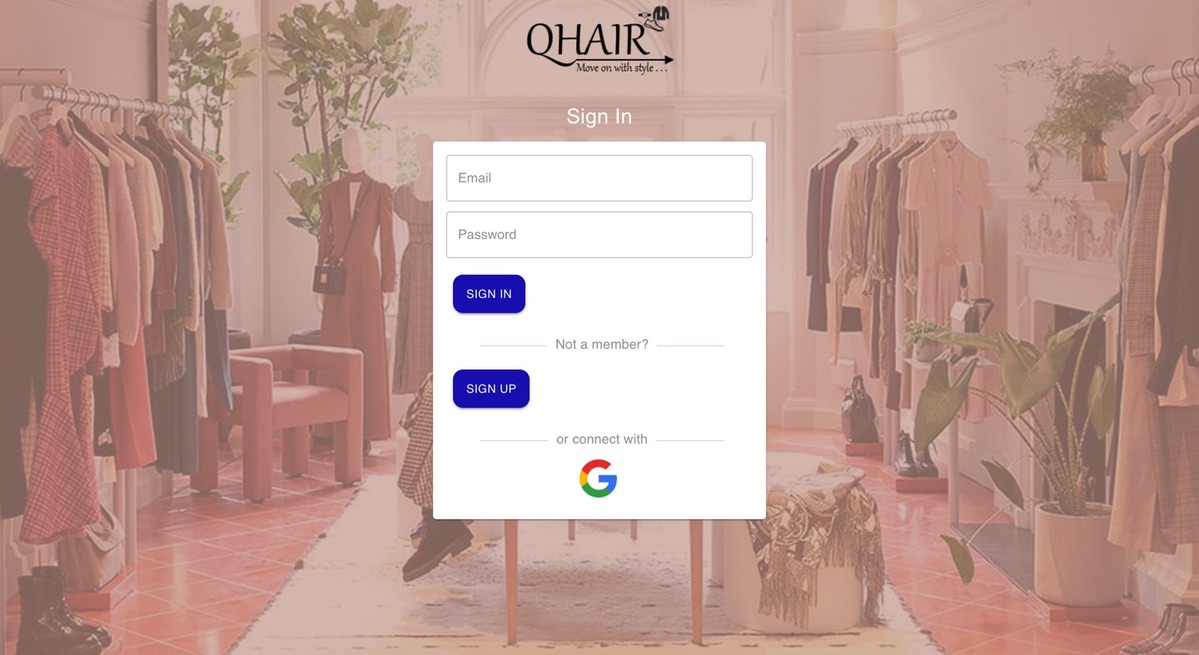 QHAIR
Move on with style . . .
Sign In
Email
Password
SIGN IN
Not a member?
SIGN UP
or connect with